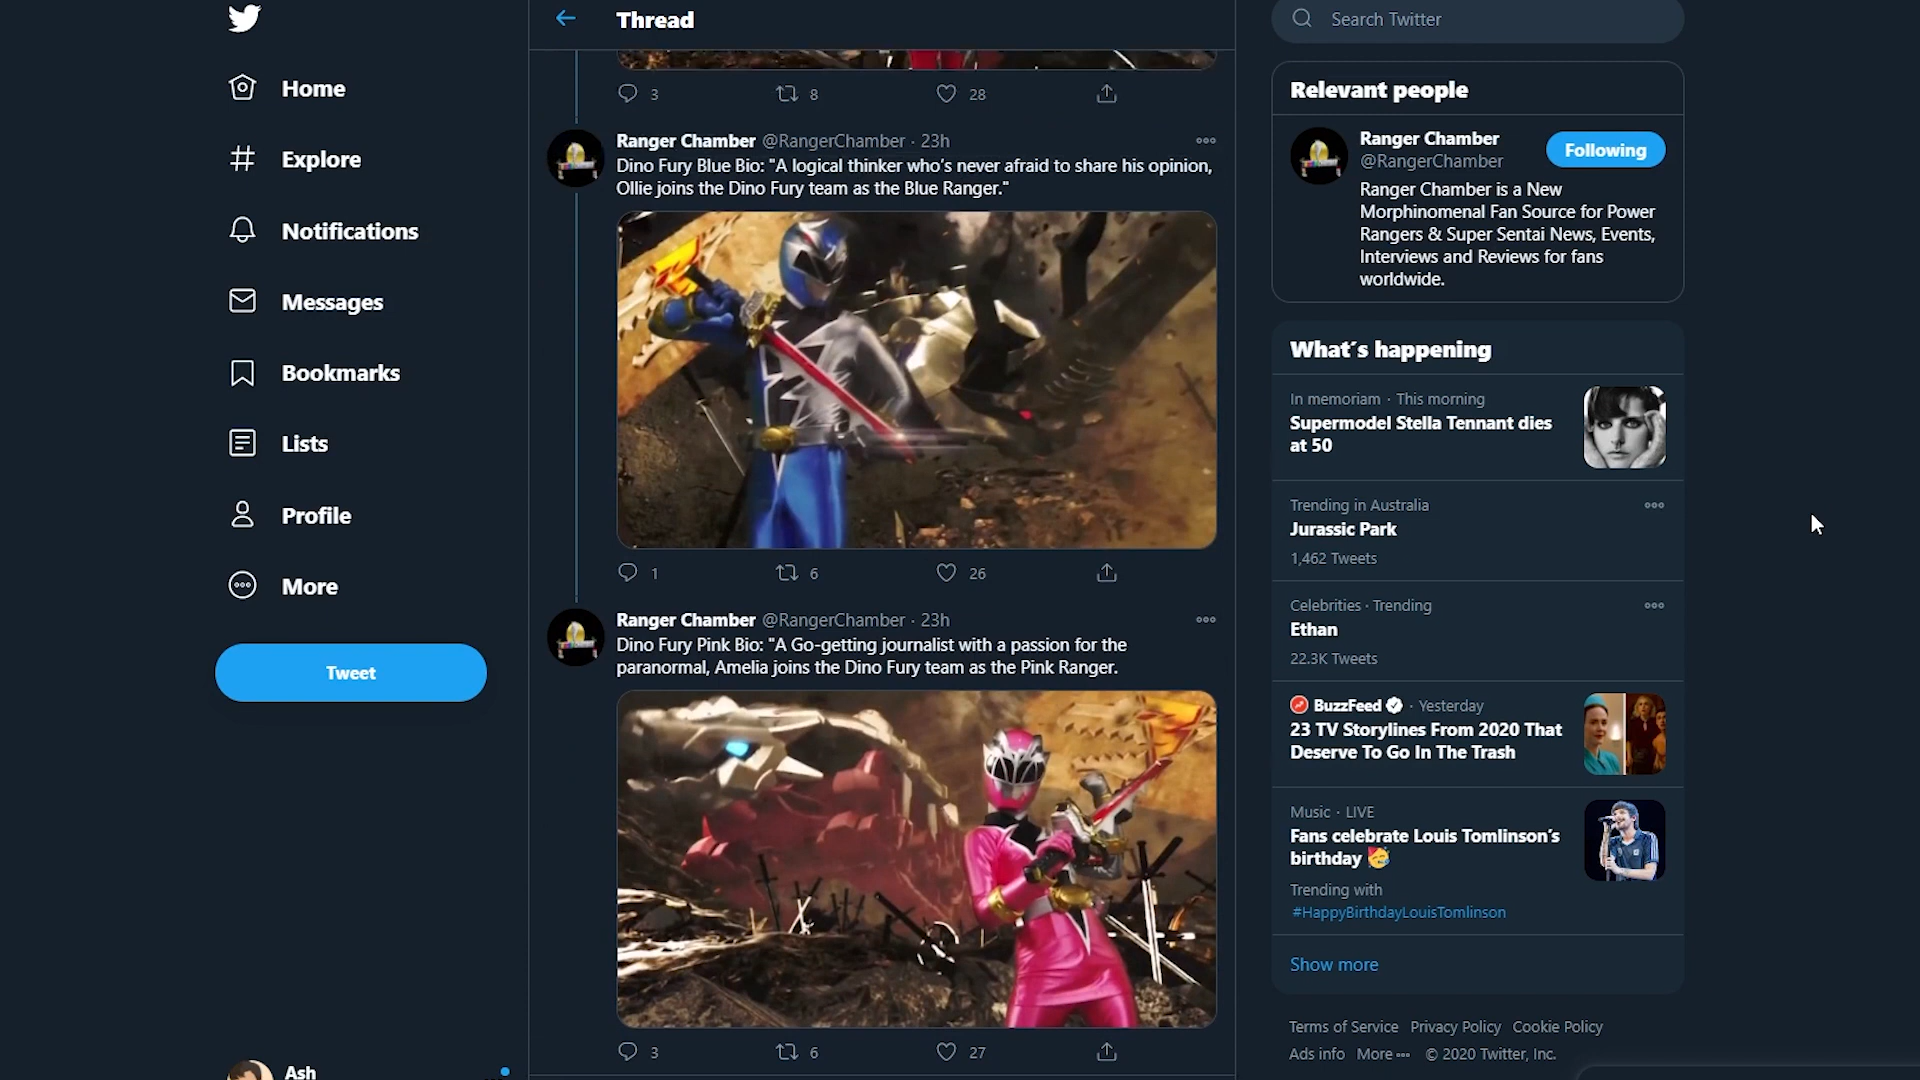 Home
Explore
Notifications
Messages
Bookmarks
Lists
Profile
More
Tweet
Ash
Thread
3 8 28
Ranger Chamber @RangerChamber · 23h
Dino Fury Blue Bio: "A logical thinker who's never afraid to share his opinion,
Ollie joins the Dino Fury team as the Blue Ranger."
1 6 26
Ranger Chamber @RangerChamber · 23h
Dino Fury Pink Bio: "A Go-getting journalist with a passion for the
paranormal, Amelia joins the Dino Fury team as the Pink Ranger.
3 6 27
Search Twitter
Relevant people
Ranger Chamber
@RangerChamber
Following
Ranger Chamber is a New
Morphinomenal Fan Source for Power
Rangers & Super Sentai News, Events,
Interviews and Reviews for fans
worldwide.
What's happening
In memoriam · This morning
Supermodel Stella Tennant dies
at 50
Trending in Australia
Jurassic Park
1,462 Tweets
Celebrities · Trending
Ethan
22.3K Tweets
BuzzFeed · Yesterday
23 TV Storylines From 2020 That
Deserve To Go In The Trash
Music · LIVE
Fans celebrate Louis Tomlinson's
birthday 🥳
Trending with
#HappyBirthdayLouisTomlinson
Show more
Terms of Service Privacy Policy Cookie Policy
Ads info More ••• © 2020 Twitter, Inc.